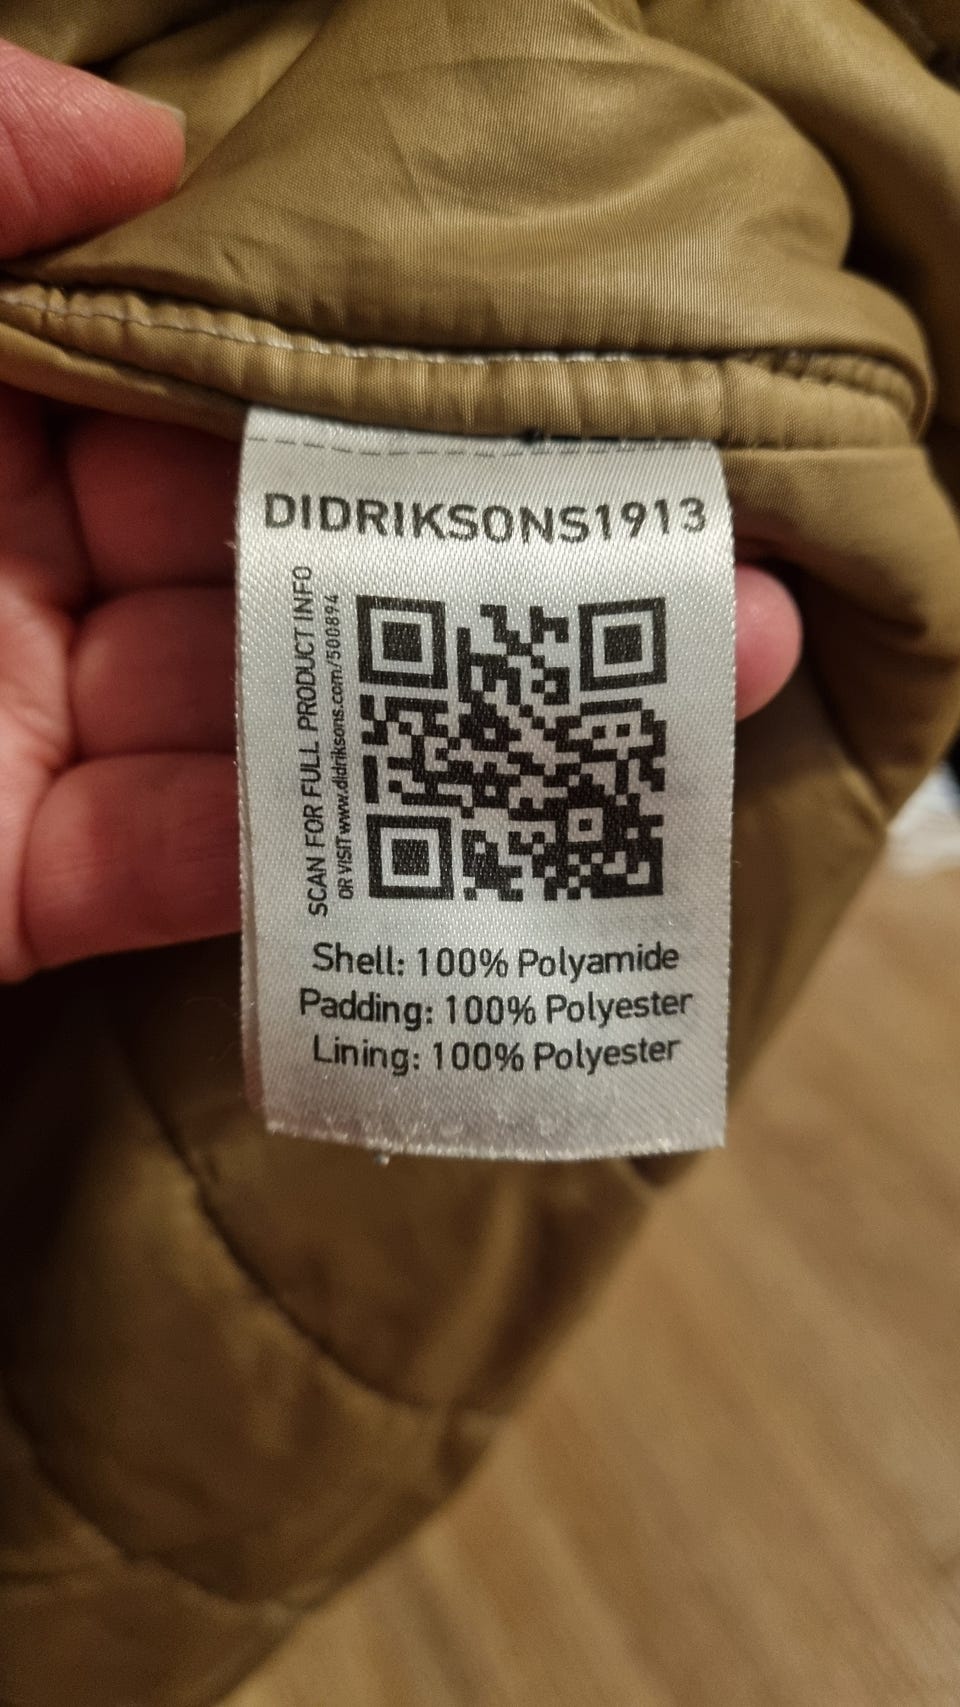 DIDRIKSONS1913
SCAN FOR FULL PRODUCT INFO
OR VISIT www.didriksons.com/500894
Shell: 100% Polyamide
Padding: 100% Polyester
Lining: 100% Polyester